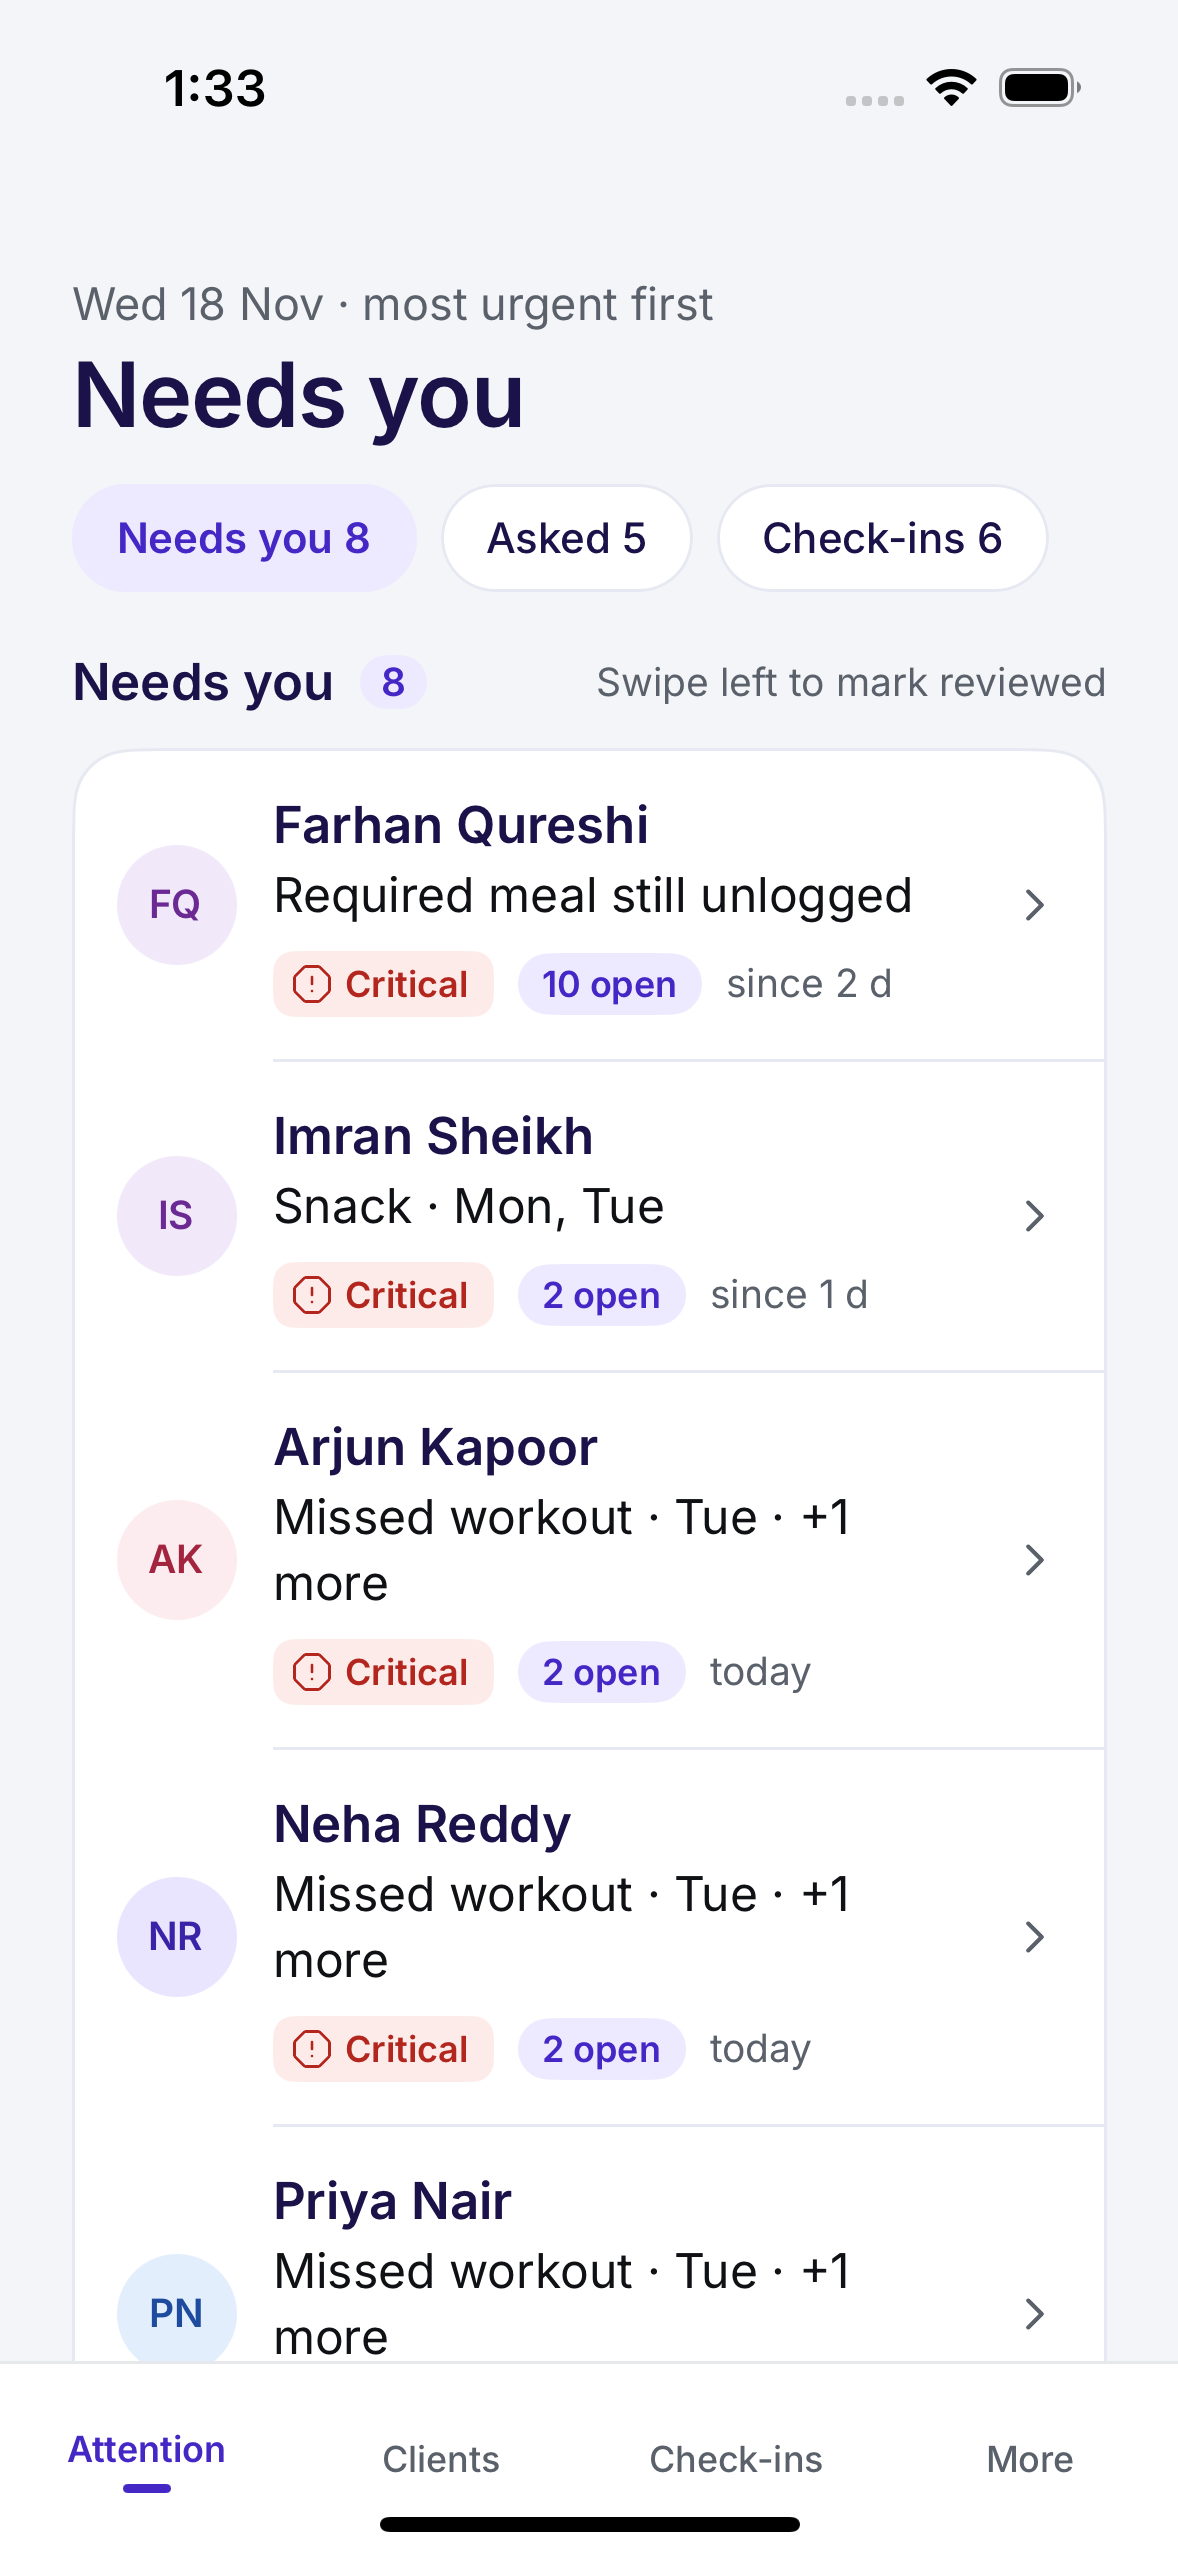 1:33
Wed 18 Nov · most urgent first
Needs you
Needs you 8
Asked 5
Check-ins 6
Needs you 8
Swipe left to mark reviewed
FQ
Farhan Qureshi
Required meal still unlogged
Critical
10 open
since 2 d
IS
Imran Sheikh
Snack · Mon, Tue
Critical
2 open
since 1 d
AK
Arjun Kapoor
Missed workout · Tue · +1
more
Critical
2 open
today
NR
Neha Reddy
Missed workout · Tue · +1
more
Critical
2 open
today
PN
Priya Nair
Missed workout · Tue · +1
more
Attention
Clients
Check-ins
More